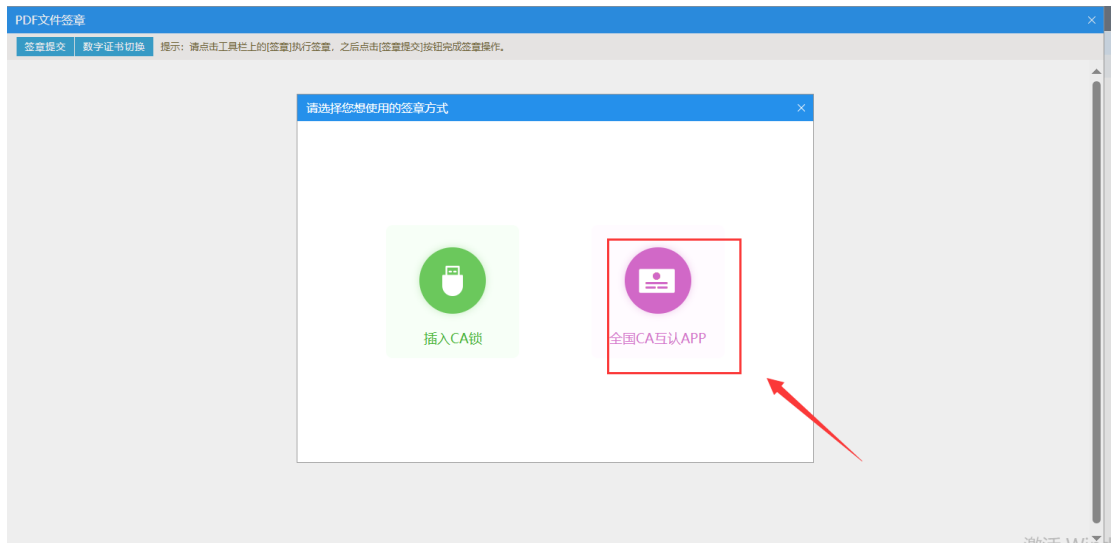 PDF文件签章
签章提交 数字证书切换 提示：请点击工具栏上的[签章]执行签章，之后点击[签章提交]按钮完成签章操作。
请选择您想使用的签章方式
插入CA锁 全国CA互认APP
激活 Wi